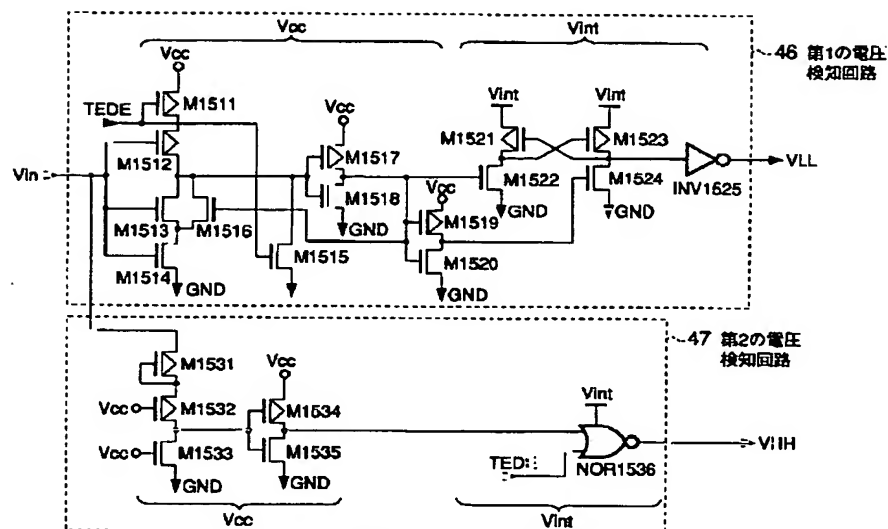 Vcc
Vint
46 第1の電圧
検知回路
Vcc
TEDE
M1511
M1512
Vin
M1513
M1514
M1516
GND
M1515
Vcc
M1517
M1518
GND
Vcc
M1519
M1520
GND
Vint
Vint
M1521
M1523
M1522
M1524
GND
GND
INV1525
VLL
47 第2の電圧
検知回路
M1531
Vcc
M1532
Vcc
M1533
GND
Vcc
M1534
M1535
GND
Vint
NOR1536
VHH
Vcc
Vint